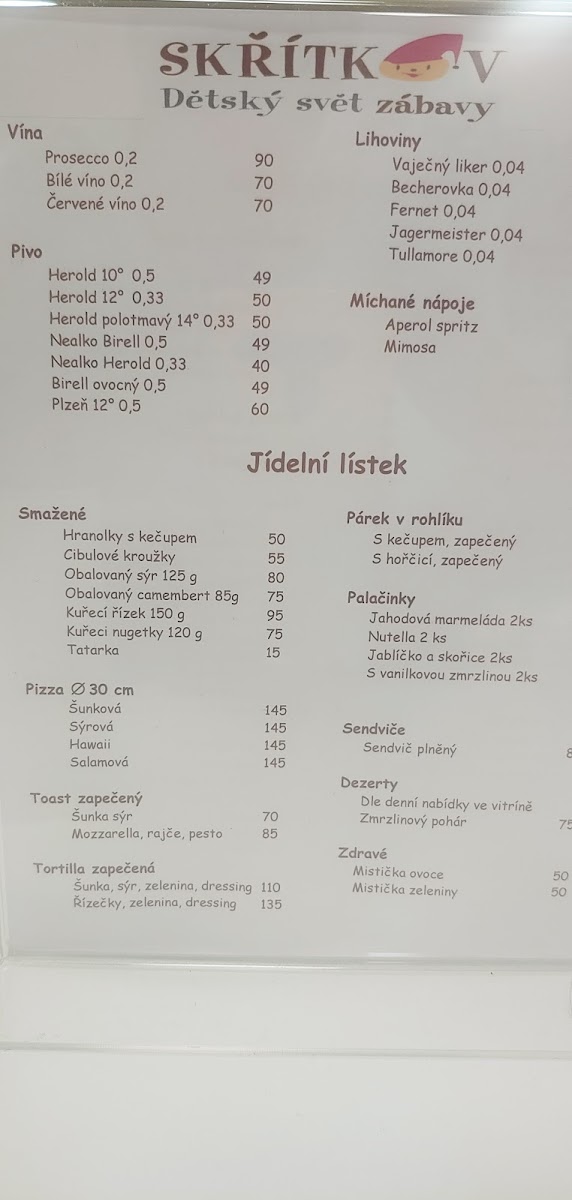 SKŘÍTKOV
Dětský svět zábavy
Vína
Prosecco 0,2 90
Bílé víno 0,2 70
Červené víno 0,2 70
Pivo
Herold 10° 0,5 49
Herold 12° 0,33 50
Herold polotmavý 14° 0,33 50
Nealko Birell 0,5 49
Nealko Herold 0,33 40
Birell ovocný 0,5 49
Plzeň 12° 0,5 60
Lihoviny
Vaječný liker 0,04
Becherovka 0,04
Fernet 0,04
Jagermeister 0,04
Tullamore 0,04
Míchané nápoje
Aperol spritz
Mimosa
Jídelní lístek
Smažené
Hranolky s kečupem 50
Cibulové kroužky 55
Obalovaný sýr 125 g 80
Obalovaný camembert 85g 75
Kuřecí řízek 150 g 95
Kuřeci nugetky 120 g 75
Tatarka 15
Pizza Ø 30 cm
Šunková 145
Sýrová 145
Hawaii 145
Salamová 145
Toast zapečený
Šunka sýr 70
Mozzarella, rajče, pesto 85
Tortilla zapečená
Šunka, sýr, zelenina, dressing 110
Řízečky, zelenina, dressing 135
Párek v rohlíku
S kečupem, zapečený
S hořčicí, zapečený
Palačinky
Jahodová marmeláda 2ks
Nutella 2 ks
Jablíčko a skořice 2ks
S vanilkovou zmrzlinou 2ks
Sendviče
Sendvič plněný
Dezerty
Dle denní nabídky ve vitríně
Zmrzlinový pohár 75
Zdravé
Mistička ovoce 50
Mistička zeleniny 50